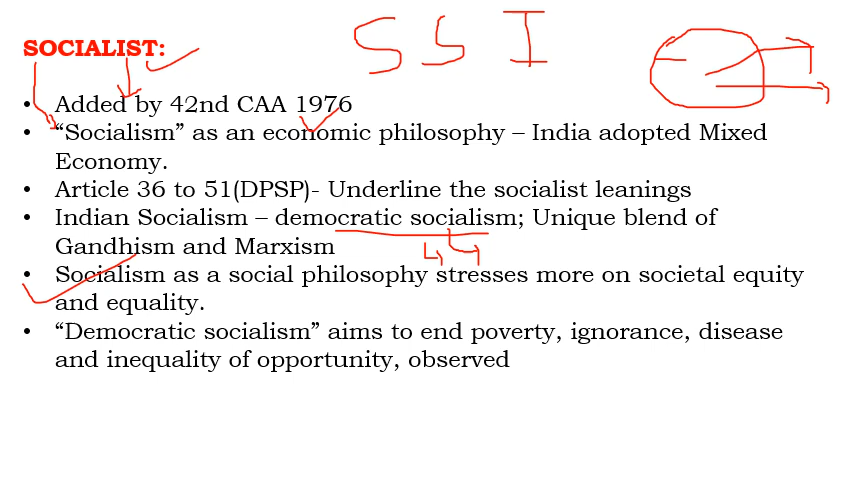 SOCIALIST:
S S I
• Added by 42nd CAA 1976
• “Socialism” as an economic philosophy – India adopted Mixed
Economy.
• Article 36 to 51(DPSP)- Underline the socialist leanings
• Indian Socialism – democratic socialism; Unique blend of
Gandhism and Marxism
• Socialism as a social philosophy stresses more on societal equity
and equality.
• “Democratic socialism” aims to end poverty, ignorance, disease
and inequality of opportunity, observed